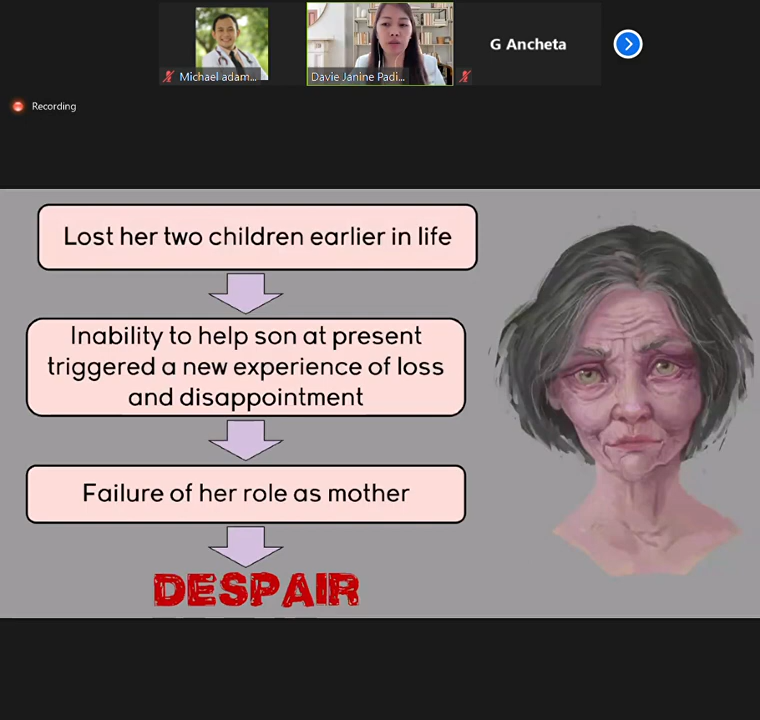 G Ancheta
Michael adam...
Davie Janine Padi...
Recording
Lost her two children earlier in life
Inability to help son at present
triggered a new experience of loss
and disappointment
Failure of her role as mother
DESPAIR